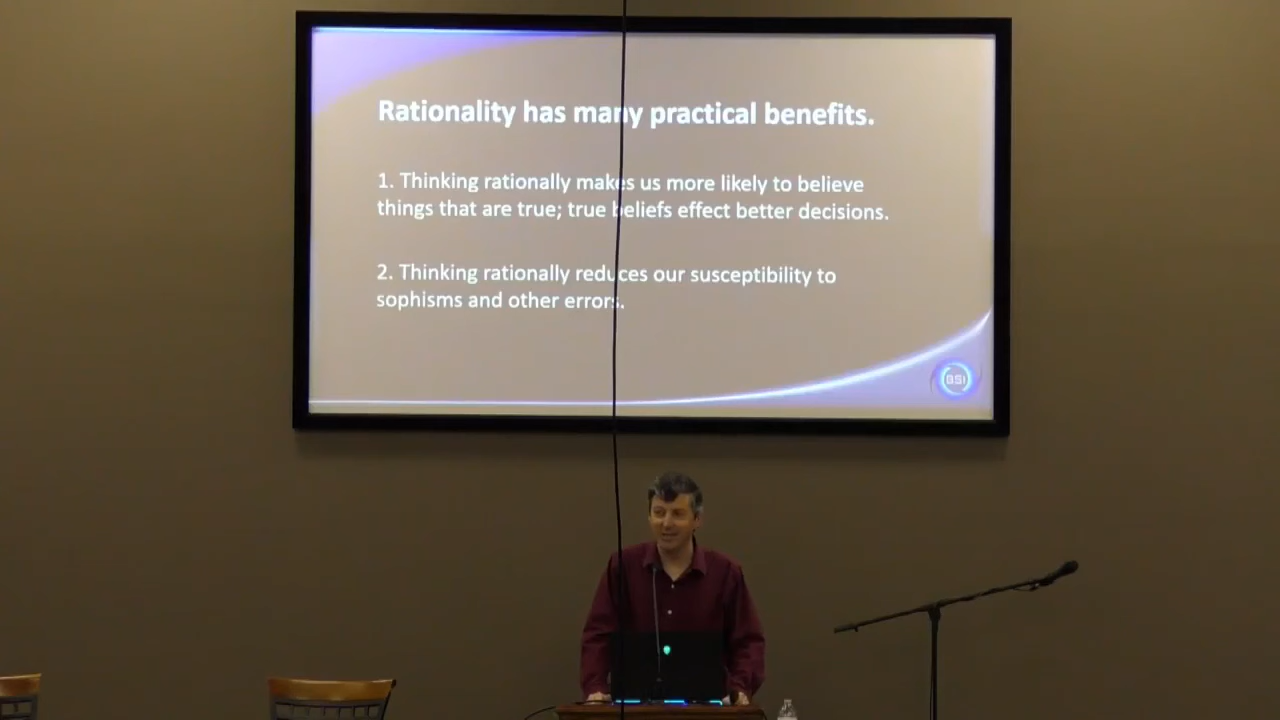 Rationality has many practical benefits.
1. Thinking rationally makes us more likely to believe
things that are true; true beliefs effect better decisions.
2. Thinking rationally reduces our susceptibility to
sophisms and other errors.
BSI